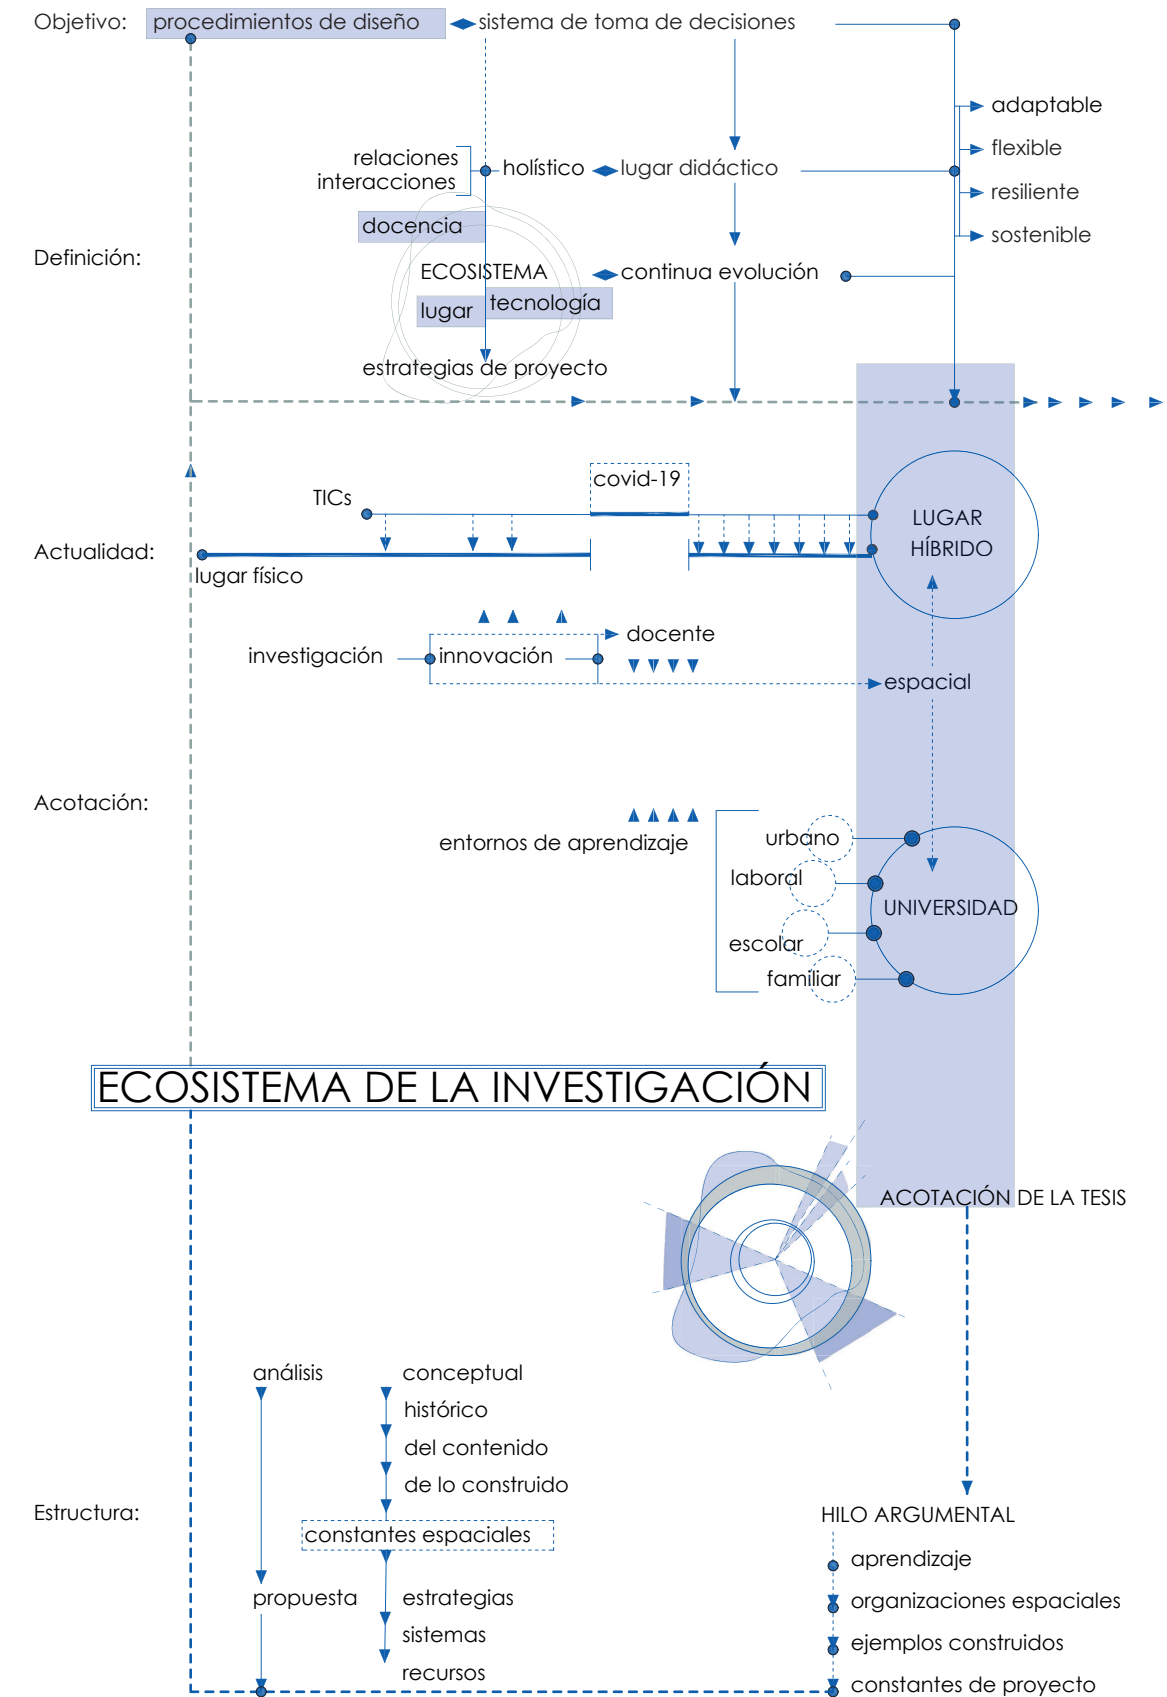 Objetivo: procedimientos de diseño sistema de toma de decisiones
adaptable
flexible
relaciones
interacciones
holístico lugar didáctico
resiliente
docencia
sostenible
Definición:
ECOSISTEMA continua evolución
lugar tecnología
estrategias de proyecto
covid-19
TICs
LUGAR
HÍBRIDO
Actualidad:
lugar físico
docente
investigación innovación
espacial
Acotación:
entornos de aprendizaje
urbano
laboral
UNIVERSIDAD
escolar
familiar
ECOSISTEMA DE LA INVESTIGACIÓN
ACOTACIÓN DE LA TESIS
análisis conceptual
histórico
del contenido
de lo construido
Estructura:
HILO ARGUMENTAL
constantes espaciales
aprendizaje
propuesta estrategias
organizaciones espaciales
sistemas
ejemplos construidos
recursos
constantes de proyecto